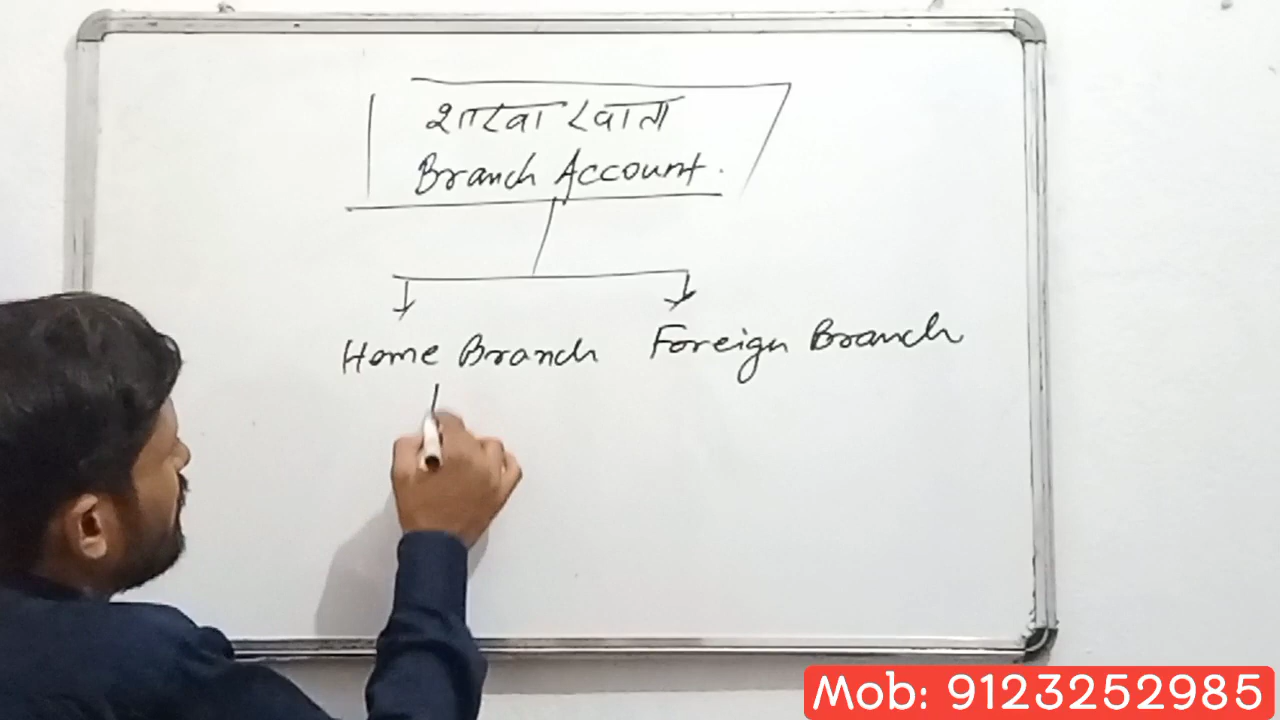 शाखा खाता
Branch Account.
Home Branch Foreign Branch
Mob: 9123252985